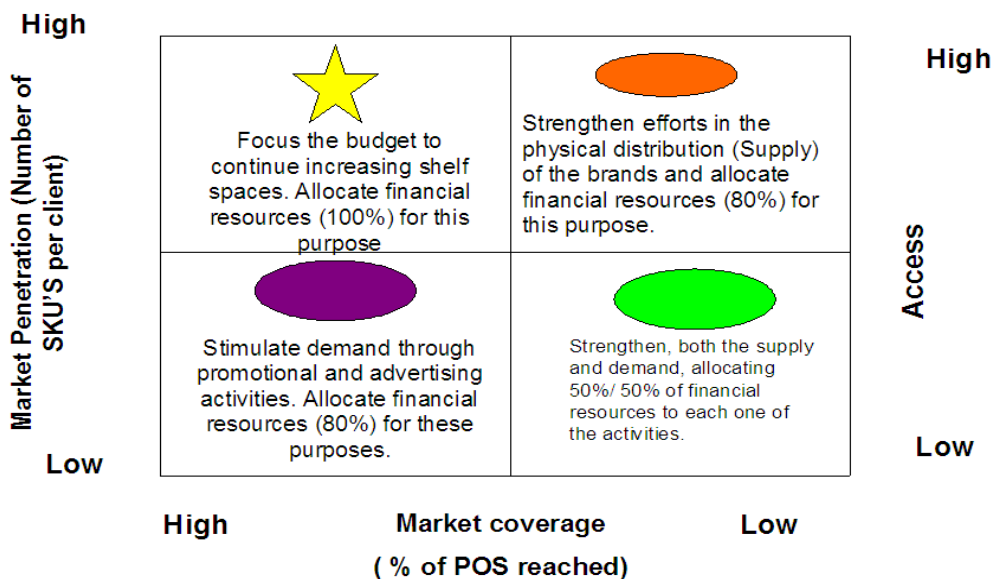 High
High
Market Penetration (Number of
SKU'S per client)
Focus the budget to
continue increasing shelf
spaces. Allocate financial
resources (100%) for this
purpose
Strengthen efforts in the
physical distribution (Supply)
of the brands and allocate
financial resources (80%) for
this purpose.
Access
Stimulate demand through
promotional and advertising
activities. Allocate financial
resources (80%) for these
purposes.
Strengthen, both the supply
and demand, allocating
50%/ 50% of financial
resources to each one of
the activities.
Low
Low
High
Market coverage
Low
( % of POS reached)